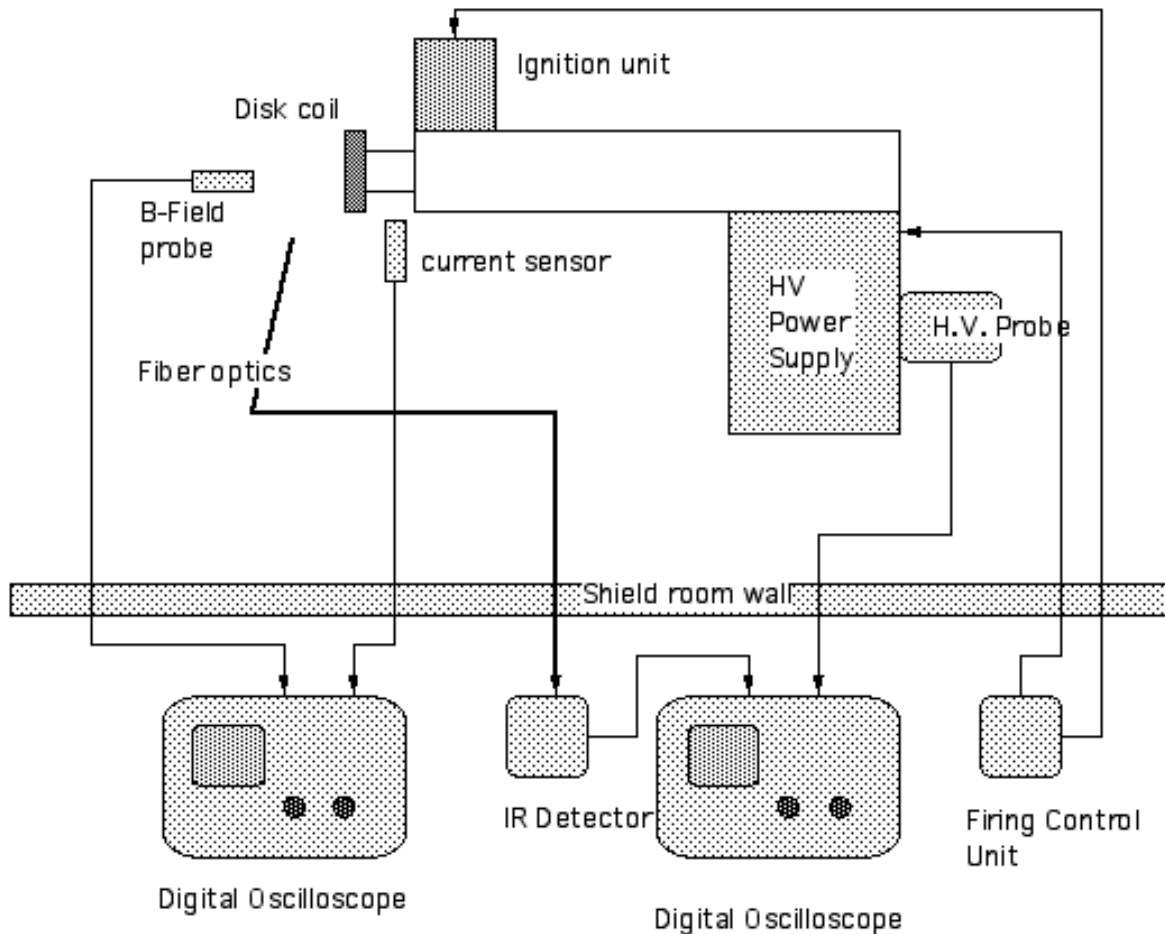 Ignition unit
Disk coil
B-Field
probe
current sensor
HV
Power
Supply
H.V. Probe
Fiber optics
Shield room wall
IR Detector
Firing Control
Unit
Digital Oscilloscope
Digital Oscilloscope